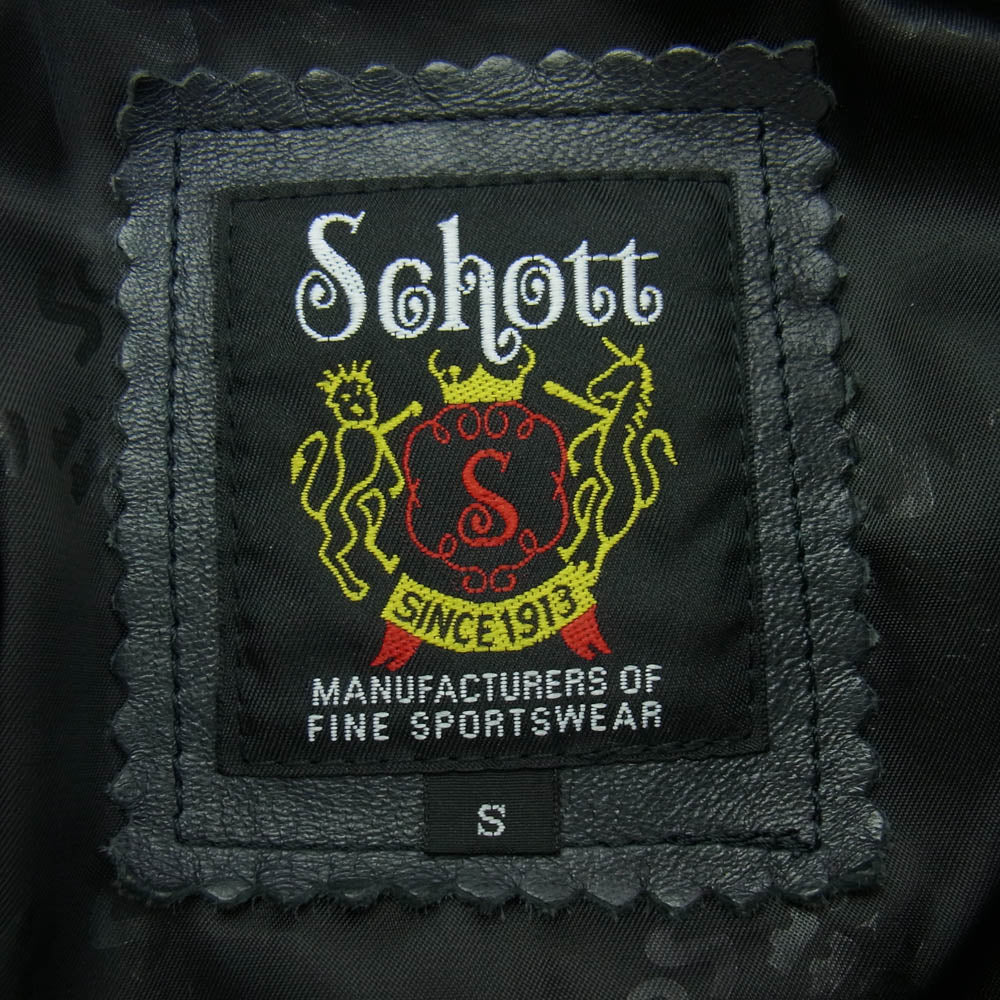 Schott
S
SINCE 1913
MANUFACTURERS OF
FINE SPORTSWEAR
S